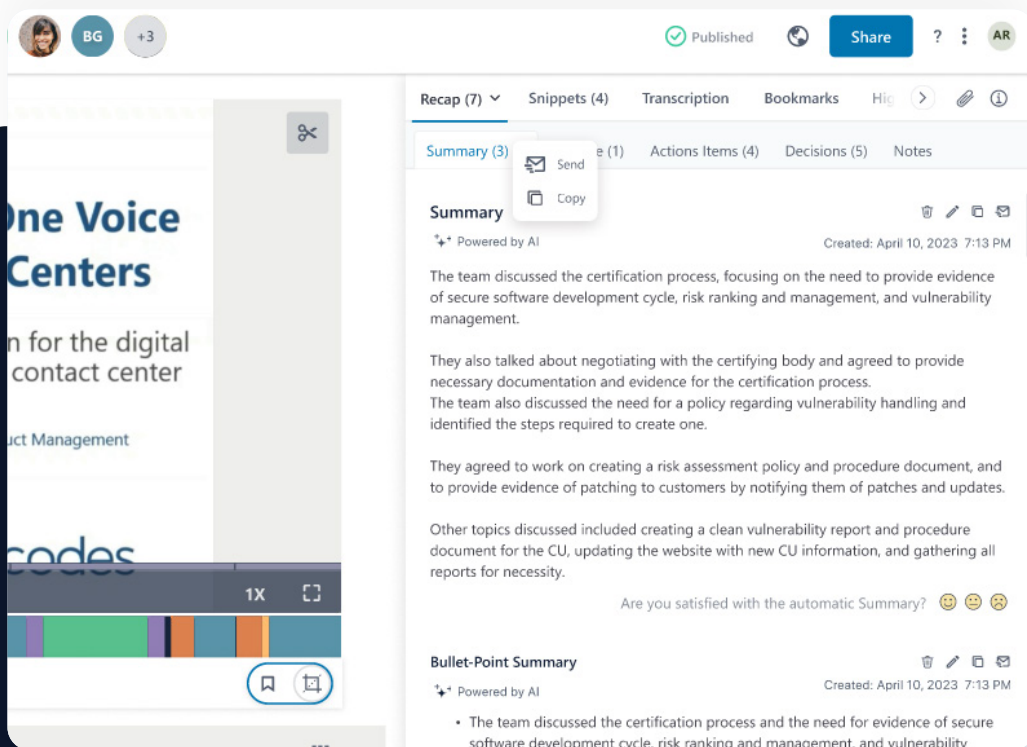 BG
+3
Published
Share
?
AR
Recap (7)
Snippets (4)
Transcription
Bookmarks
Summary (3)
(1)
Actions Items (4)
Decisions (5)
Notes
Send
Copy
One Voice
Centers
for the digital
contact center
Management
codes
1X
Summary
Powered by AI
Created: April 10, 2023 7:13 PM
The team discussed the certification process, focusing on the need to provide evidence
of secure software development cycle, risk ranking and management, and vulnerability
management.
They also talked about negotiating with the certifying body and agreed to provide
necessary documentation and evidence for the certification process.
The team also discussed the need for a policy regarding vulnerability handling and
identified the steps required to create one.
They agreed to work on creating a risk assessment policy and procedure document, and
to provide evidence of patching to customers by notifying them of patches and updates.
Other topics discussed included creating a clean vulnerability report and procedure
document for the CU, updating the website with new CU information, and gathering all
reports for necessity.
Are you satisfied with the automatic Summary?
Bullet-Point Summary
Powered by AI
Created: April 10, 2023 7:13 PM
• The team discussed the certification process and the need for evidence of secure
software development cycle, risk ranking and management, and vulnerability